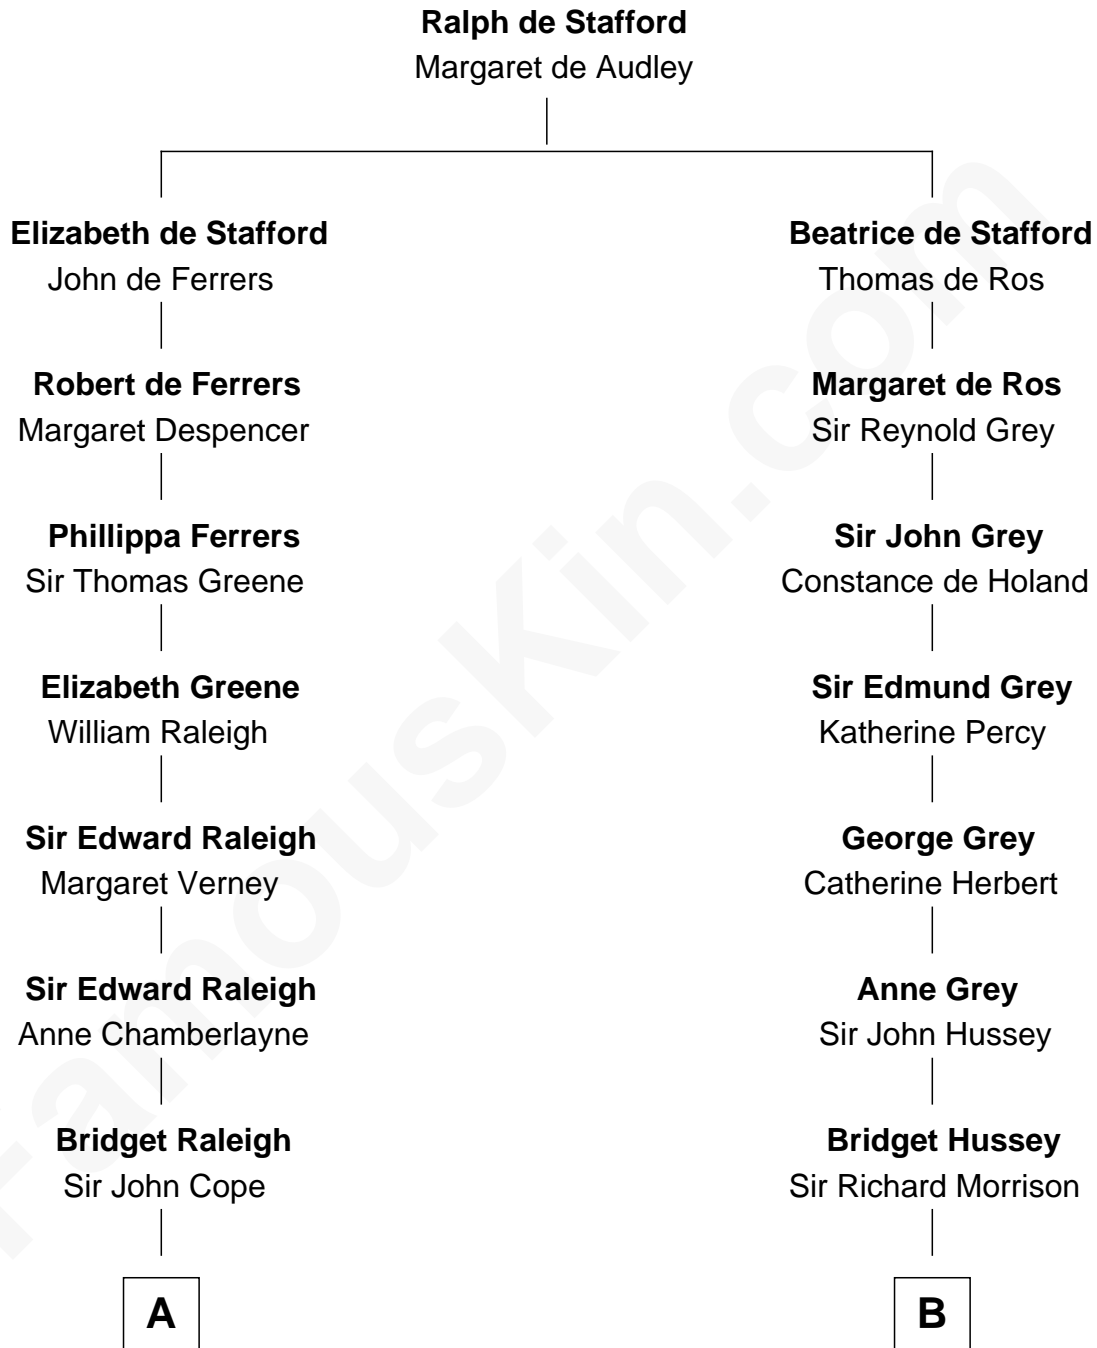 Ralph de Stafford
Margaret de Audley
Elizabeth de Stafford
John de Ferrers
Beatrice de Stafford
Thomas de Ros
Robert de Ferrers
Margaret Despencer
Margaret de Ros
Sir Reynold Grey
Phillippa Ferrers
Sir Thomas Greene
Sir John Grey
Constance de Holand
Elizabeth Greene
William Raleigh
Sir Edmund Grey
Katherine Percy
Sir Edward Raleigh
Margaret Verney
George Grey
Catherine Herbert
Sir Edward Raleigh
Anne Chamberlayne
Anne Grey
Sir John Hussey
Bridget Raleigh
Sir John Cope
Bridget Hussey
Sir Richard Morrison
A
B
FamousKin.com